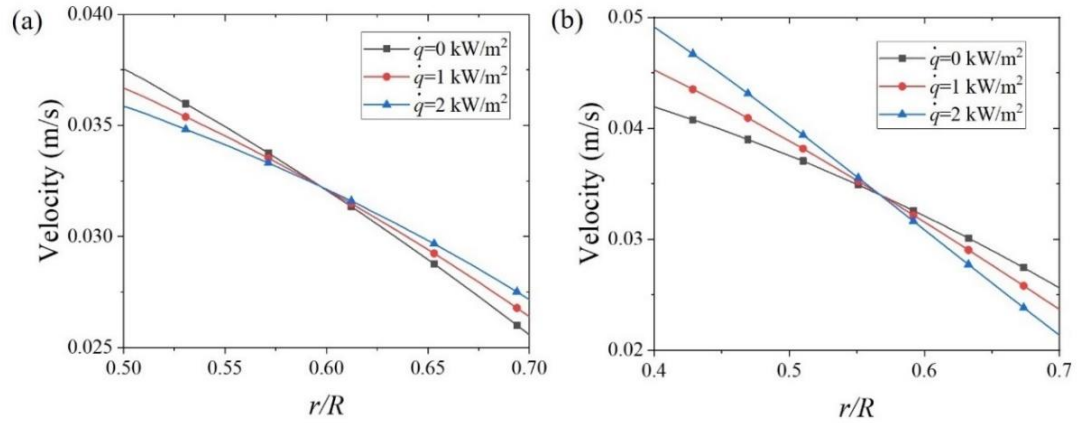 (a)
0.040
0.035
0.030
0.025
0.50 0.55 0.60 0.65 0.70
Velocity (m/s)
r/R
q̇=0 kW/m²
q̇=1 kW/m²
q̇=2 kW/m²
(b)
0.05
0.04
0.03
0.02
0.4 0.5 0.6 0.7
Velocity (m/s)
r/R
q̇=0 kW/m²
q̇=1 kW/m²
q̇=2 kW/m²